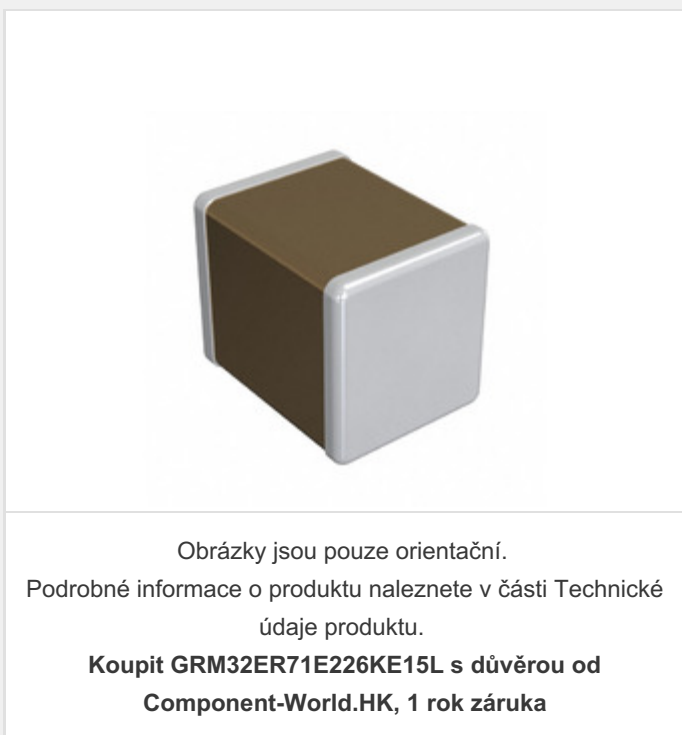 Obrázky jsou pouze orientační.
Podrobné informace o produktu naleznete v části Technické
údaje produktu.
Koupit GRM32ER71E226KE15L s důvěrou od
Component-World.HK, 1 rok záruka